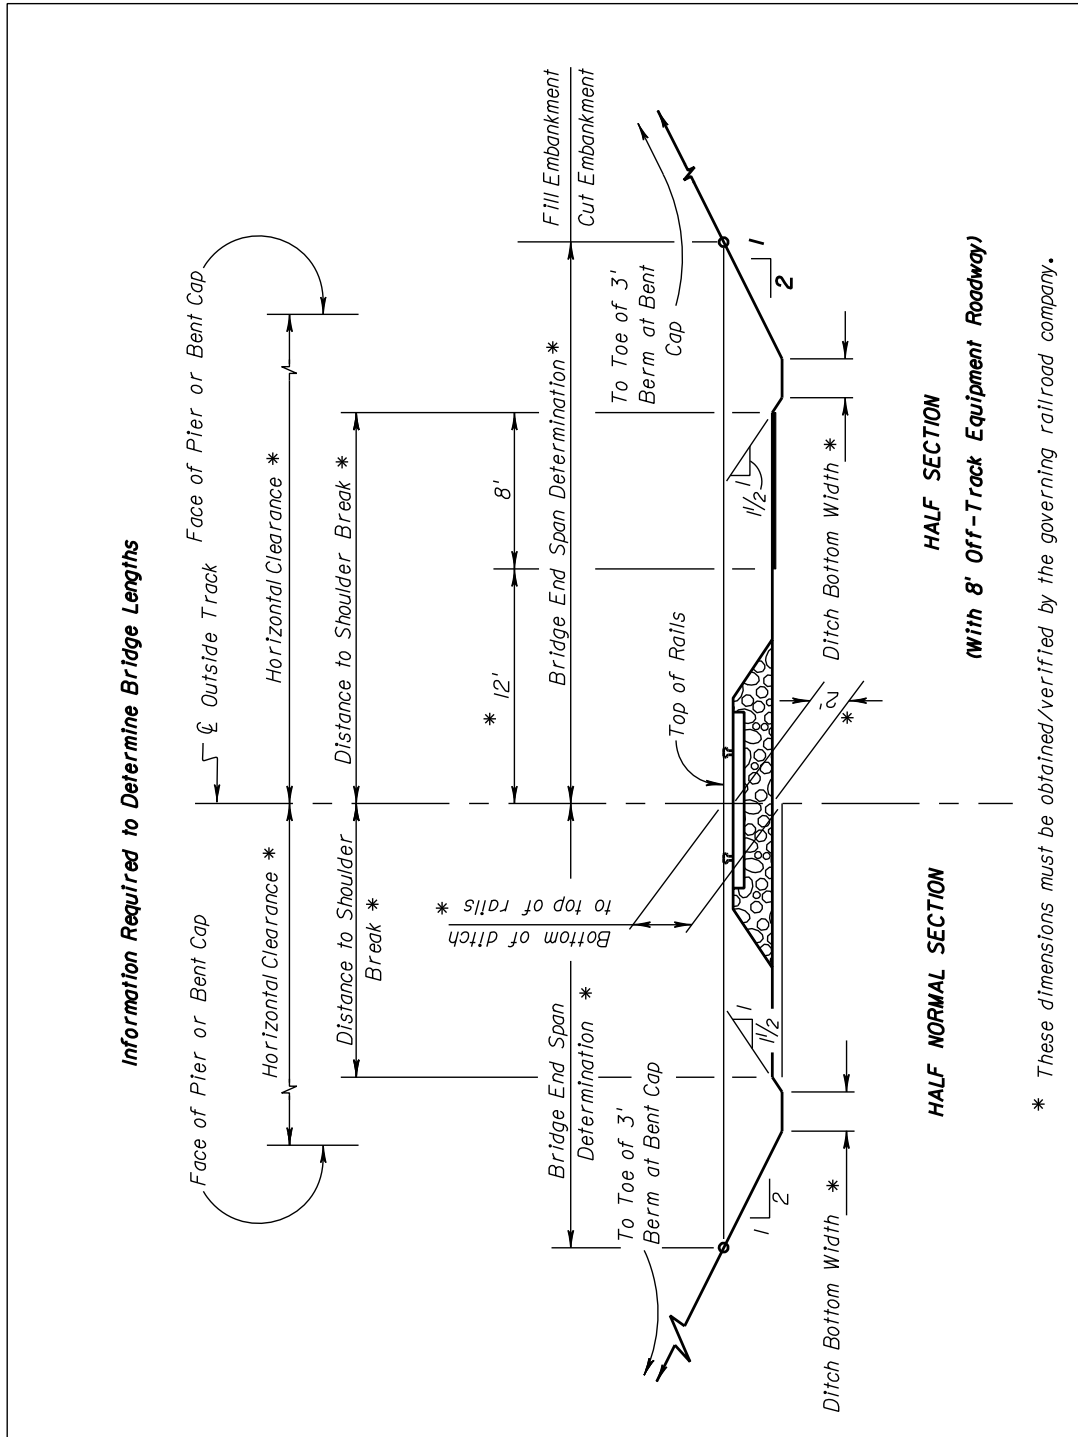 Information Required to Determine Bridge Lengths
Face of Pier or Bent Cap
℄ Outside Track
Face of Pier or Bent Cap
Horizontal Clearance *
Horizontal Clearance *
Distance to Shoulder
Break *
Distance to Shoulder Break *
* 12'
8'
Bottom of ditch
to top of rails *
Bridge End Span
Determination *
Bridge End Span Determination *
Fill Embankment
Cut Embankment
To Toe of 3'
Berm at Bent Cap
Top of Rails
To Toe of 3'
Berm at Bent
Cap
1
2
1
1½
1
1½
1
2
2'
*
Ditch Bottom Width *
Ditch Bottom Width *
HALF NORMAL SECTION
HALF SECTION
(With 8' Off-Track Equipment Roadway)
* These dimensions must be obtained/verified by the governing railroad company.